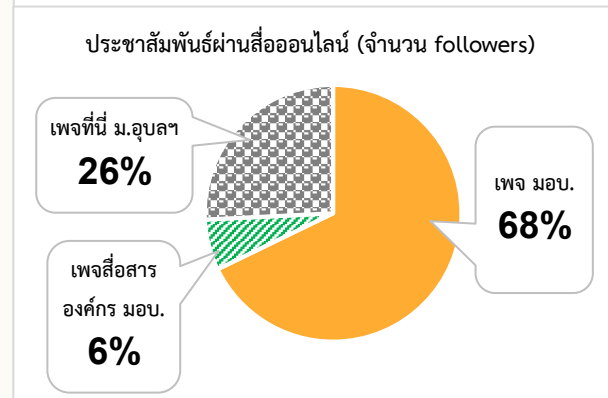 ประชาสัมพันธ์ผ่านสื่อออนไลน์ (จำนวน followers)
เพจที่นี่ ม.อุบลฯ
26%
เพจ มอบ.
68%
เพจสื่อสาร
องค์กร มอบ.
6%